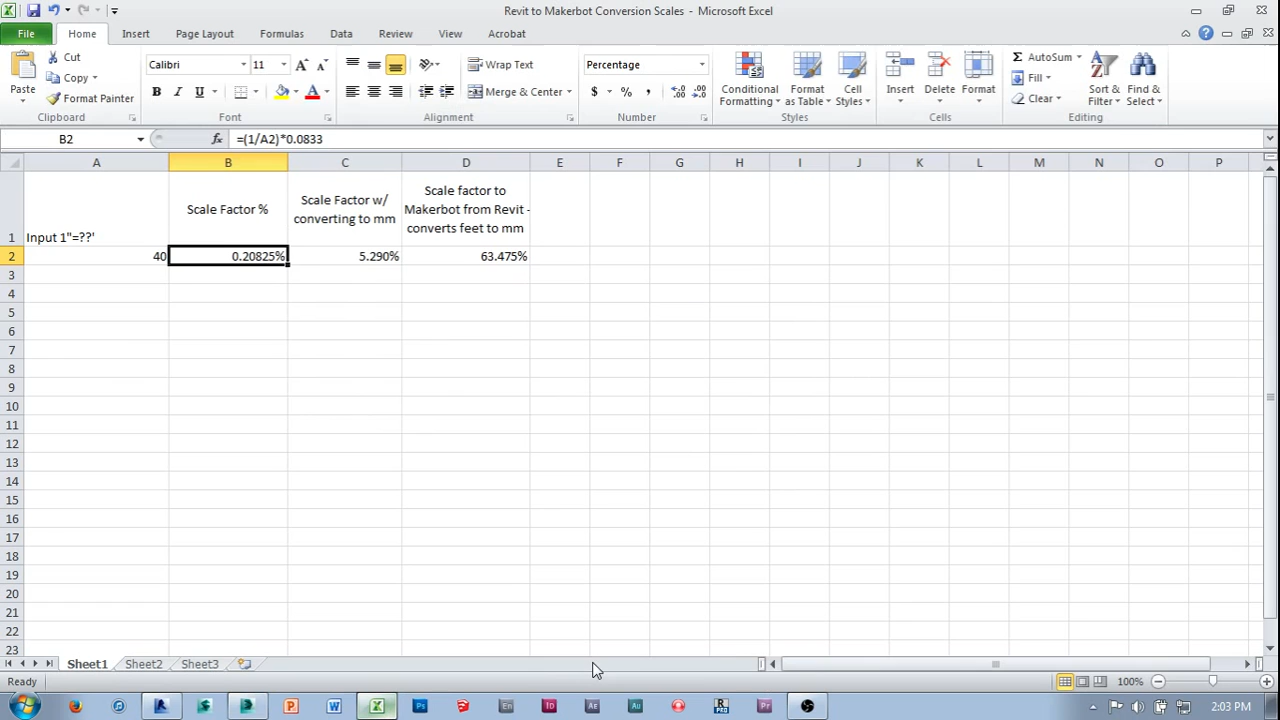 Revit to Makerbot Conversion Scales - Microsoft Excel
File Home Insert Page Layout Formulas Data Review View Acrobat
Cut
Copy
Format Painter
Paste
Clipboard
Calibri 11
B I U
Font
Wrap Text
Merge & Center
Alignment
Percentage
$ % ,
Number
Conditional Formatting
Format as Table
Cell Styles
Styles
Insert Delete Format
Cells
AutoSum
Fill
Clear
Sort & Filter
Find & Select
Editing
B2 fx =(1/A2)*0.0833
A B C D E F G H I J K L M N O P
1 Input 1"=??' Scale Factor % Scale Factor w/ converting to mm Scale factor to Makerbot from Revit - converts feet to mm
2 40 0.20825% 5.290% 63.475%
3
4
5
6
7
8
9
10
11
12
13
14
15
16
17
18
19
20
21
22
23
Sheet1 Sheet2 Sheet3
Ready 100%
2:03 PM